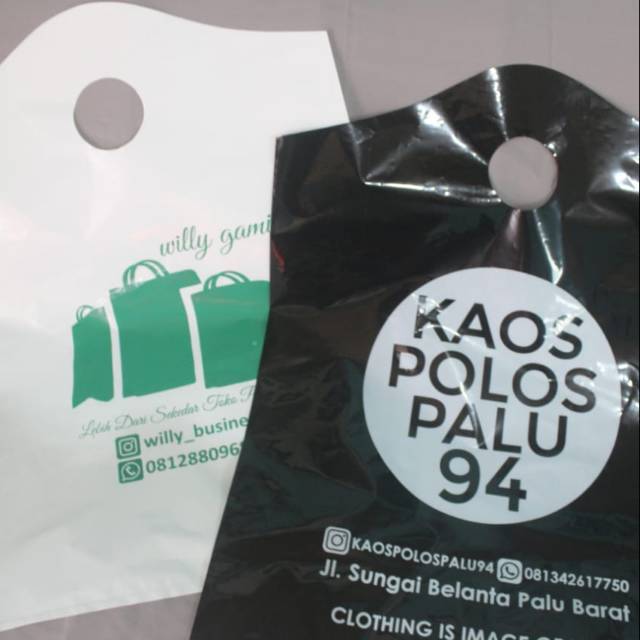 willy gami
Lebih Dari Sekedar Toko
willy_busine
08128809
KAOS
POLOS
PALU
94
KAOSPOLOSPALU94 081342617750
Jl. Sungai Belanta Palu Barat
CLOTHING IS IMAGE